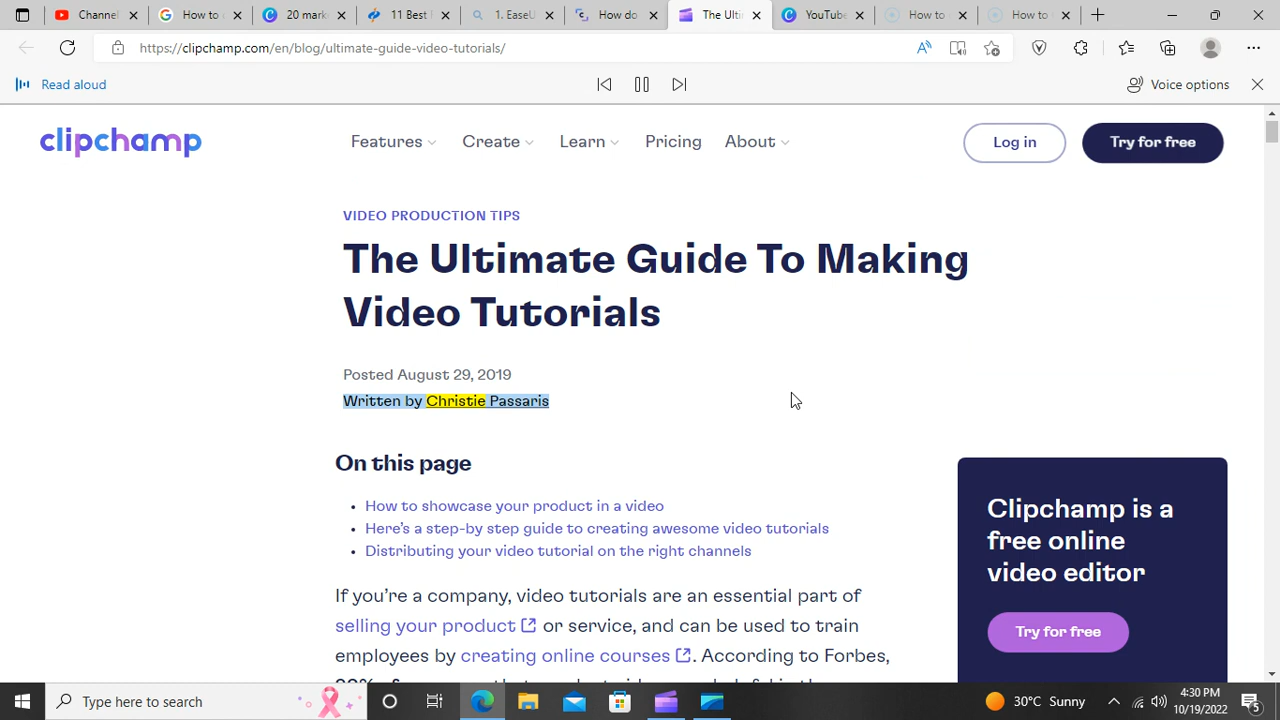 Channel
How to
20 mark
11 Best
1. EaseU
How do
The Ulti
YouTube
How to
How to
https://clipchamp.com/en/blog/ultimate-guide-video-tutorials/
Read aloud
Voice options
clipchamp
Features
Create
Learn
Pricing
About
Log in
Try for free
VIDEO PRODUCTION TIPS
The Ultimate Guide To Making
Video Tutorials
Posted August 29, 2019
Written by Christie Passaris
On this page
• How to showcase your product in a video
• Here's a step-by step guide to creating awesome video tutorials
• Distributing your video tutorial on the right channels
If you're a company, video tutorials are an essential part of
selling your product or service, and can be used to train
employees by creating online courses. According to Forbes,
Clipchamp is a
free online
video editor
Try for free
Type here to search
30°C Sunny
4:30 PM
10/19/2022
5